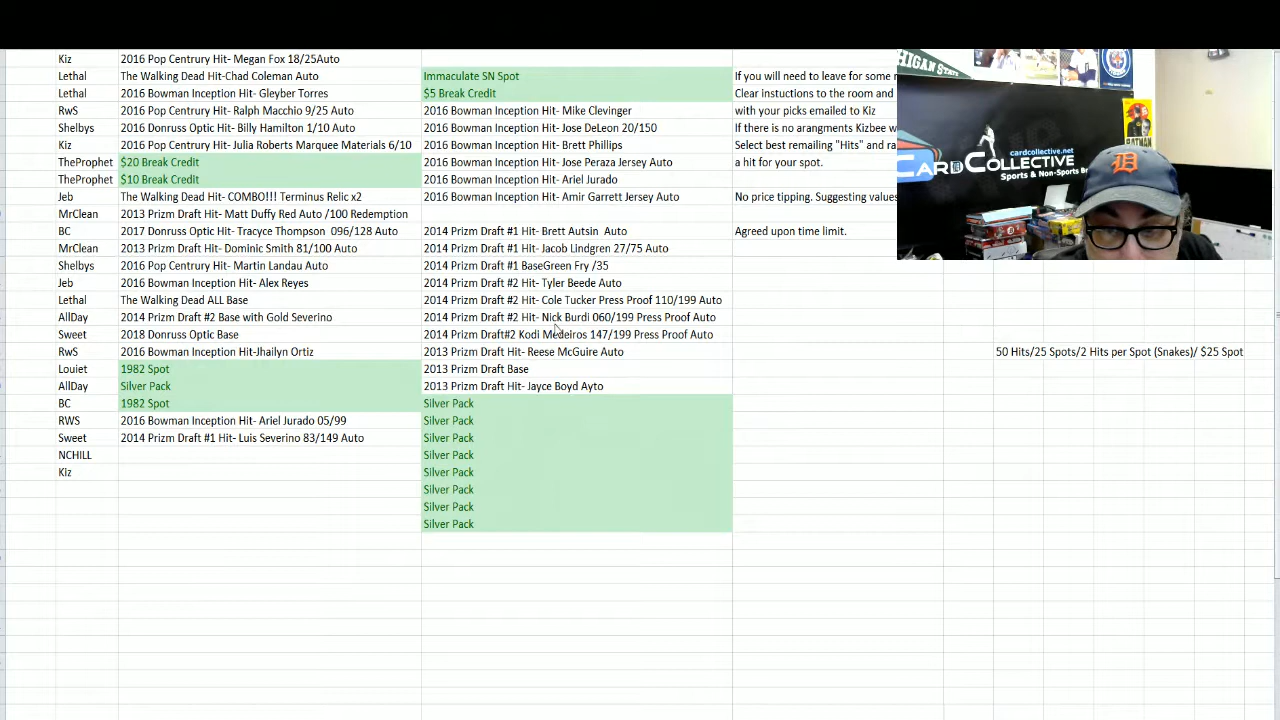 Kiz 2016 Pop Centrury Hit- Megan Fox 18/25Auto
Lethal The Walking Dead Hit-Chad Coleman Auto Immaculate SN Spot If you will need to leave for some
Lethal 2016 Bowman Inception Hit- Gleyber Torres $5 Break Credit Clear instuctions to the room and
RwS 2016 Bowman Inception Hit- Ralph Macchio 9/25 Auto 2016 Bowman Inception Hit- Mike Clevinger with your picks emailed to Kiz
Shelbys 2016 Donruss Optic Hit- Billy Hamilton 1/10 Auto 2016 Bowman Inception Hit- Jose DeLeon 20/150 If there is no arangments Kizbee w
Kiz 2016 Pop Centrury Hit- Julia Roberts Marquee Materials 6/10 2016 Bowman Inception Hit- Brett Phillips Select best remailing "Hits" and ra
TheProphet $20 Break Credit 2016 Bowman Inception Hit- Jose Peraza Jersey Auto a hit for your spot.
TheProphet $10 Break Credit 2016 Bowman Inception Hit- Ariel Jurado
Jeb The Walking Dead Hit- COMBO!!! Terminus Relic x2 2016 Bowman Inception Hit- Amir Garrett Jersey Auto No price tipping. Suggesting values
MrClean 2013 Prizm Draft Hit- Matt Duffy Red Auto /100 Redemption
BC 2017 Donruss Optic Hit- Tracyce Thompson 096/125 Auto 2014 Prizm Draft #1 Hit- Brett Autsin Auto Agreed upon time limit.
MrClean 2013 Prizm Draft Hit- Dominic Smith 81/100 Auto 2014 Prizm Draft #1 Hit- Jacob Lindgren 27/75 Auto
Shelbys 2016 Pop Centrury Hit- Martin Landau Auto 2014 Prizm Draft #1 BaseGreen Fry /35
Jeb 2016 Bowman Inception Hit- Alex Reyes 2014 Prizm Draft #2 Hit- Tyler Beede Auto
Lethal The Walking Dead ALL Base 2014 Prizm Draft #2 Hit- Cole Tucker Press Proof 110/199 Auto
AllDay 2014 Prizm Draft #2 Base with Gold Severino 2014 Prizm Draft #2 Hit- Nick Burdi 060/199 Press Proof Auto
Sweet 2018 Donruss Optic Base 2014 Prizm Draft#2 Kodi Medeiros 147/199 Press Proof Auto
RwS 2016 Bowman Inception Hit-Jhailyn Ortiz 2013 Prizm Draft Hit- Reese McGuire Auto 50 Hits/25 Spots/2 Hits per Spot (Snakes)/ $25 Spot
Louiet 1982 Spot 2013 Prizm Draft Base
AllDay Silver Pack 2013 Prizm Draft Hit- Jayce Boyd Ayto
BC 1982 Spot Silver Pack
RWS 2016 Bowman Inception Hit- Ariel Jurado 05/99 Silver Pack
Sweet 2014 Prizm Draft #1 Hit- Luis Severino 83/149 Auto Silver Pack
NCHILL Silver Pack
Kiz Silver Pack
Silver Pack
Silver Pack
Silver Pack
HIGAN STATE
BATMAN
cardcollective.net
CARDCOLLECTIVE
Sports & Non-Sports Br